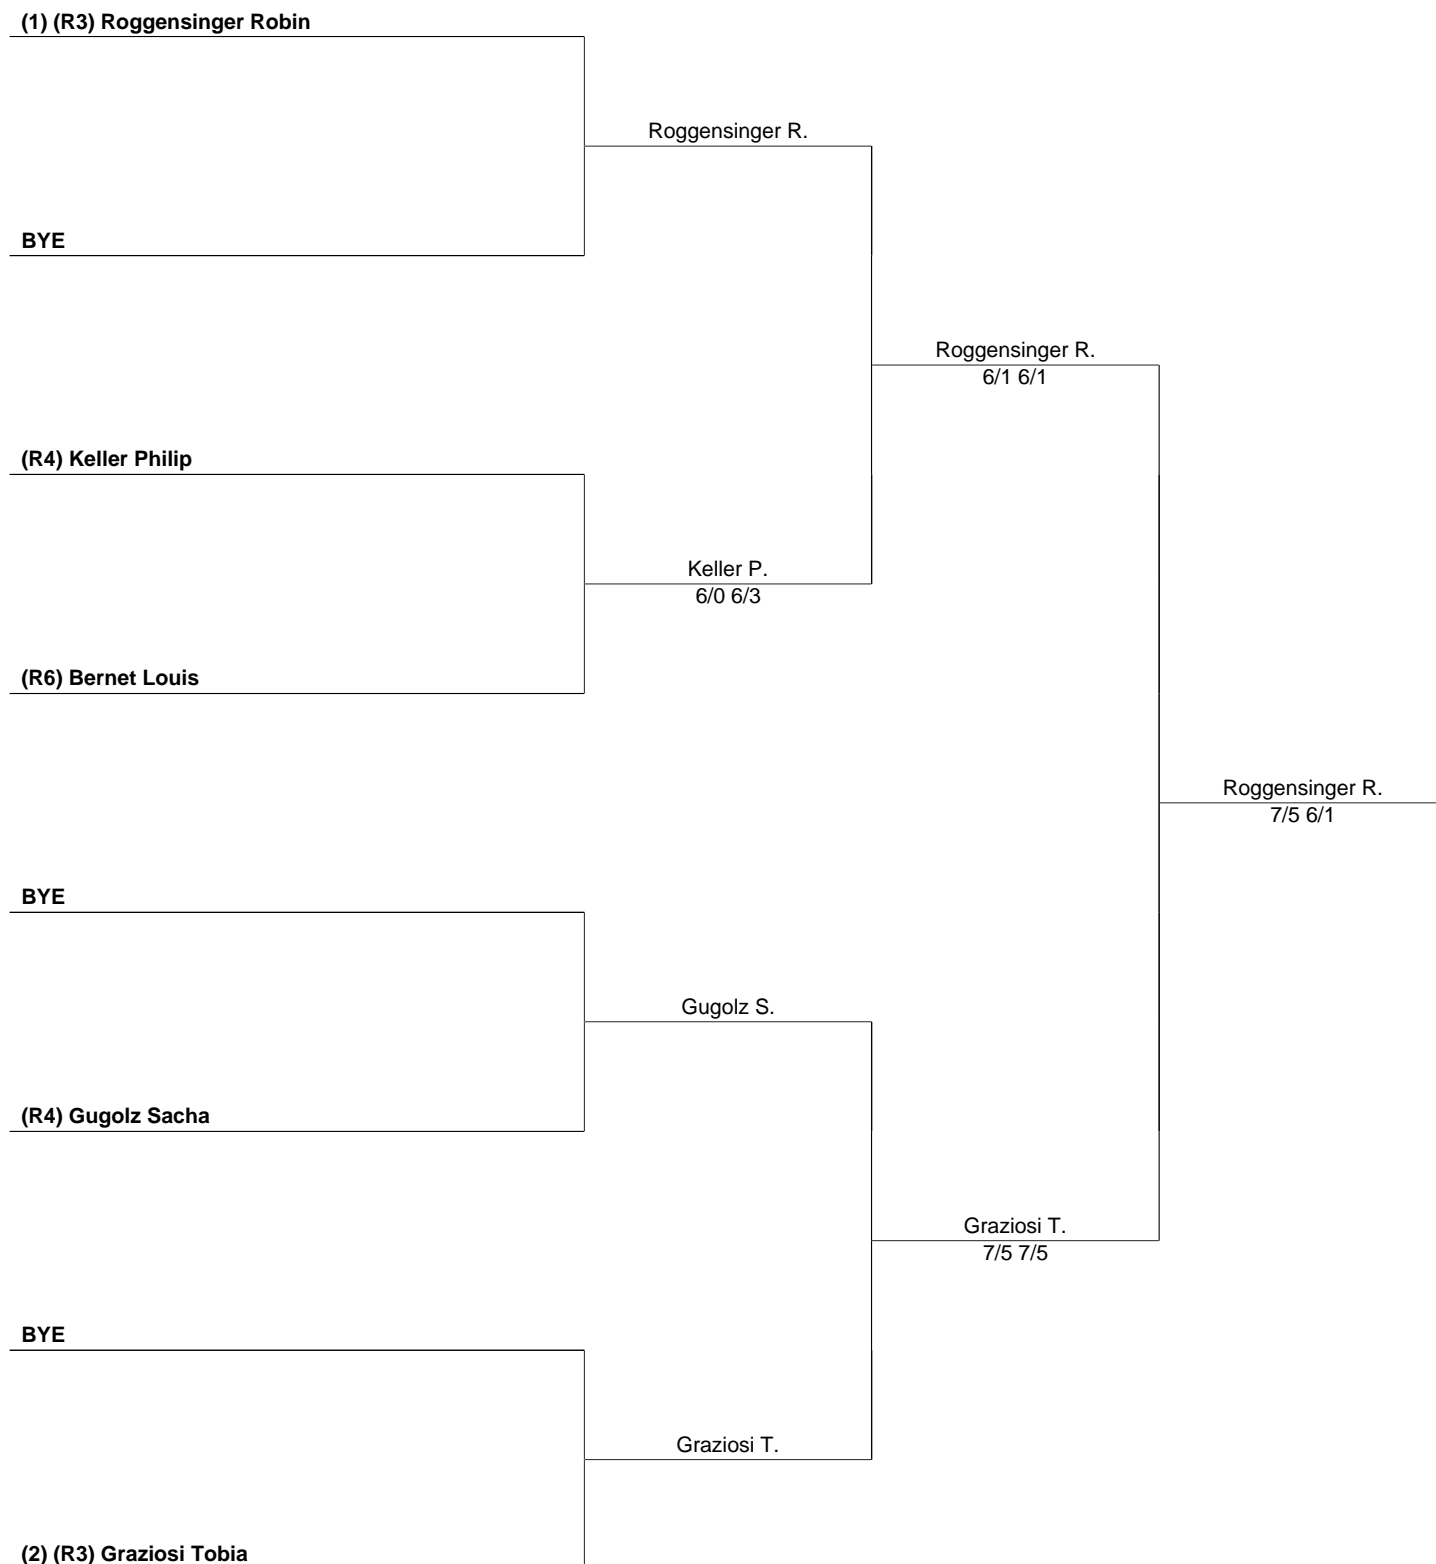 (1) (R3) Roggensinger Robin
Roggensinger R.
BYE
Roggensinger R.
6/1 6/1
(R4) Keller Philip
Keller P.
6/0 6/3
(R6) Bernet Louis
Roggensinger R.
7/5 6/1
BYE
Gugolz S.
(R4) Gugolz Sacha
Graziosi T.
7/5 7/5
BYE
Graziosi T.
(2) (R3) Graziosi Tobia